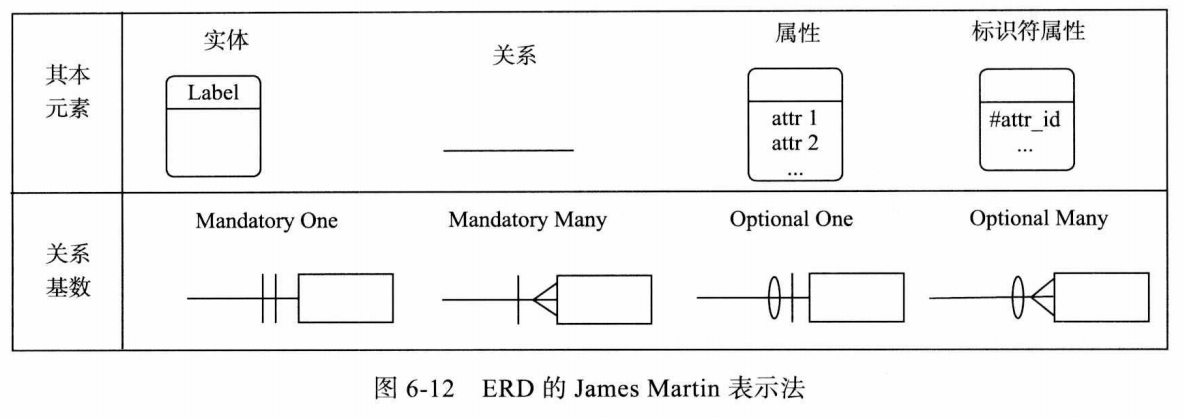 其本
元素
实体
关系
属性
标识符属性
Label
attr 1
attr 2
...
#attr_id
...
关系
基数
Mandatory One
Mandatory Many
Optional One
Optional Many
图 6-12 ERD 的 James Martin 表示法